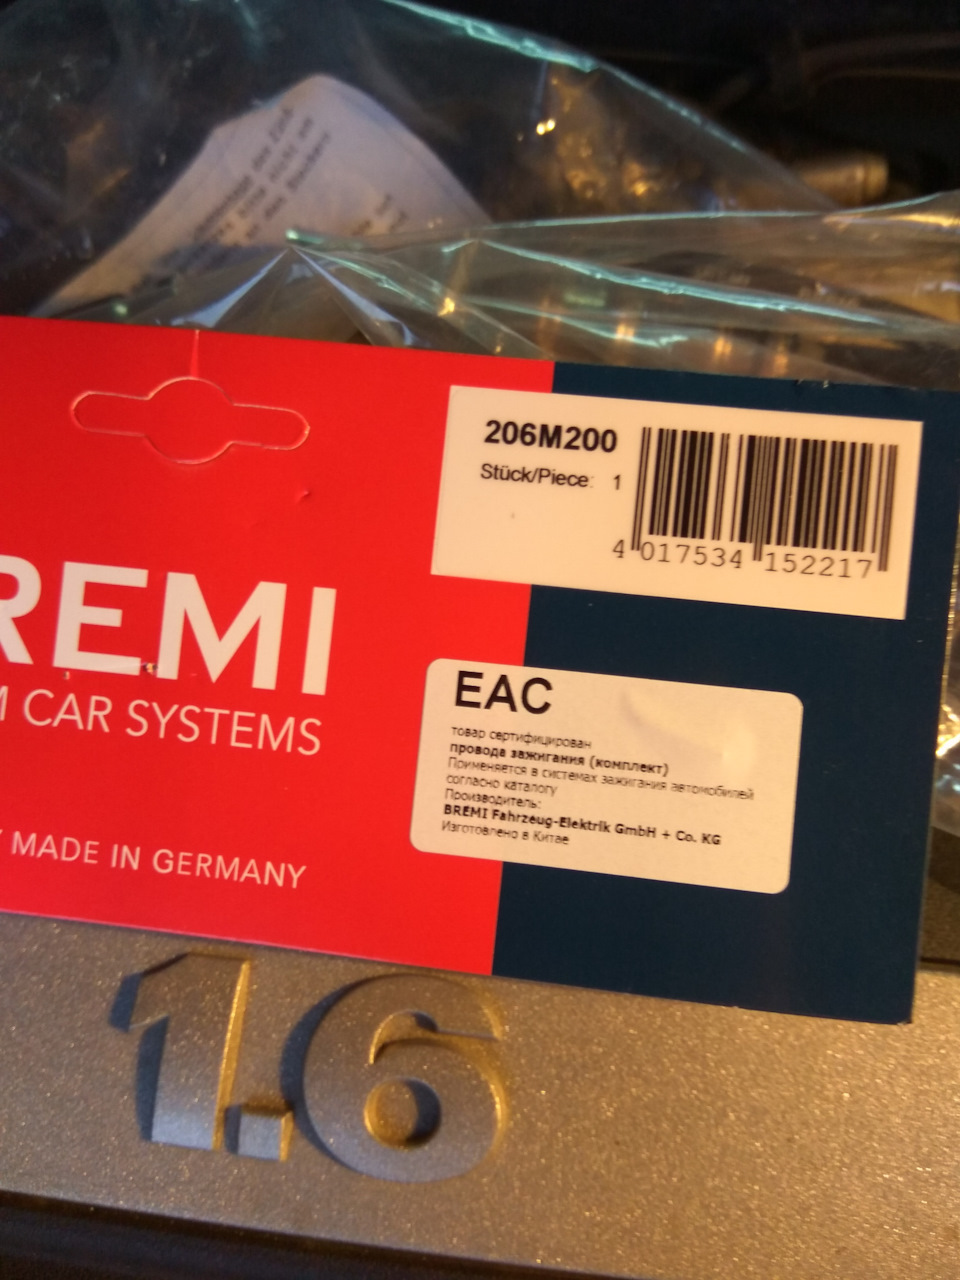 206M200
Stück/Piece: 1
4 017534 152217
REMI
M CAR SYSTEMS
Y MADE IN GERMANY
EAC
товар сертифицирован
провода зажигания (комплект)
Применяется в системах зажигания автомобилей
согласно каталогу
Производитель:
BREMI Fahrzeug-Elektrik GmbH + Co. KG
Изготовлено в Китае
1.6